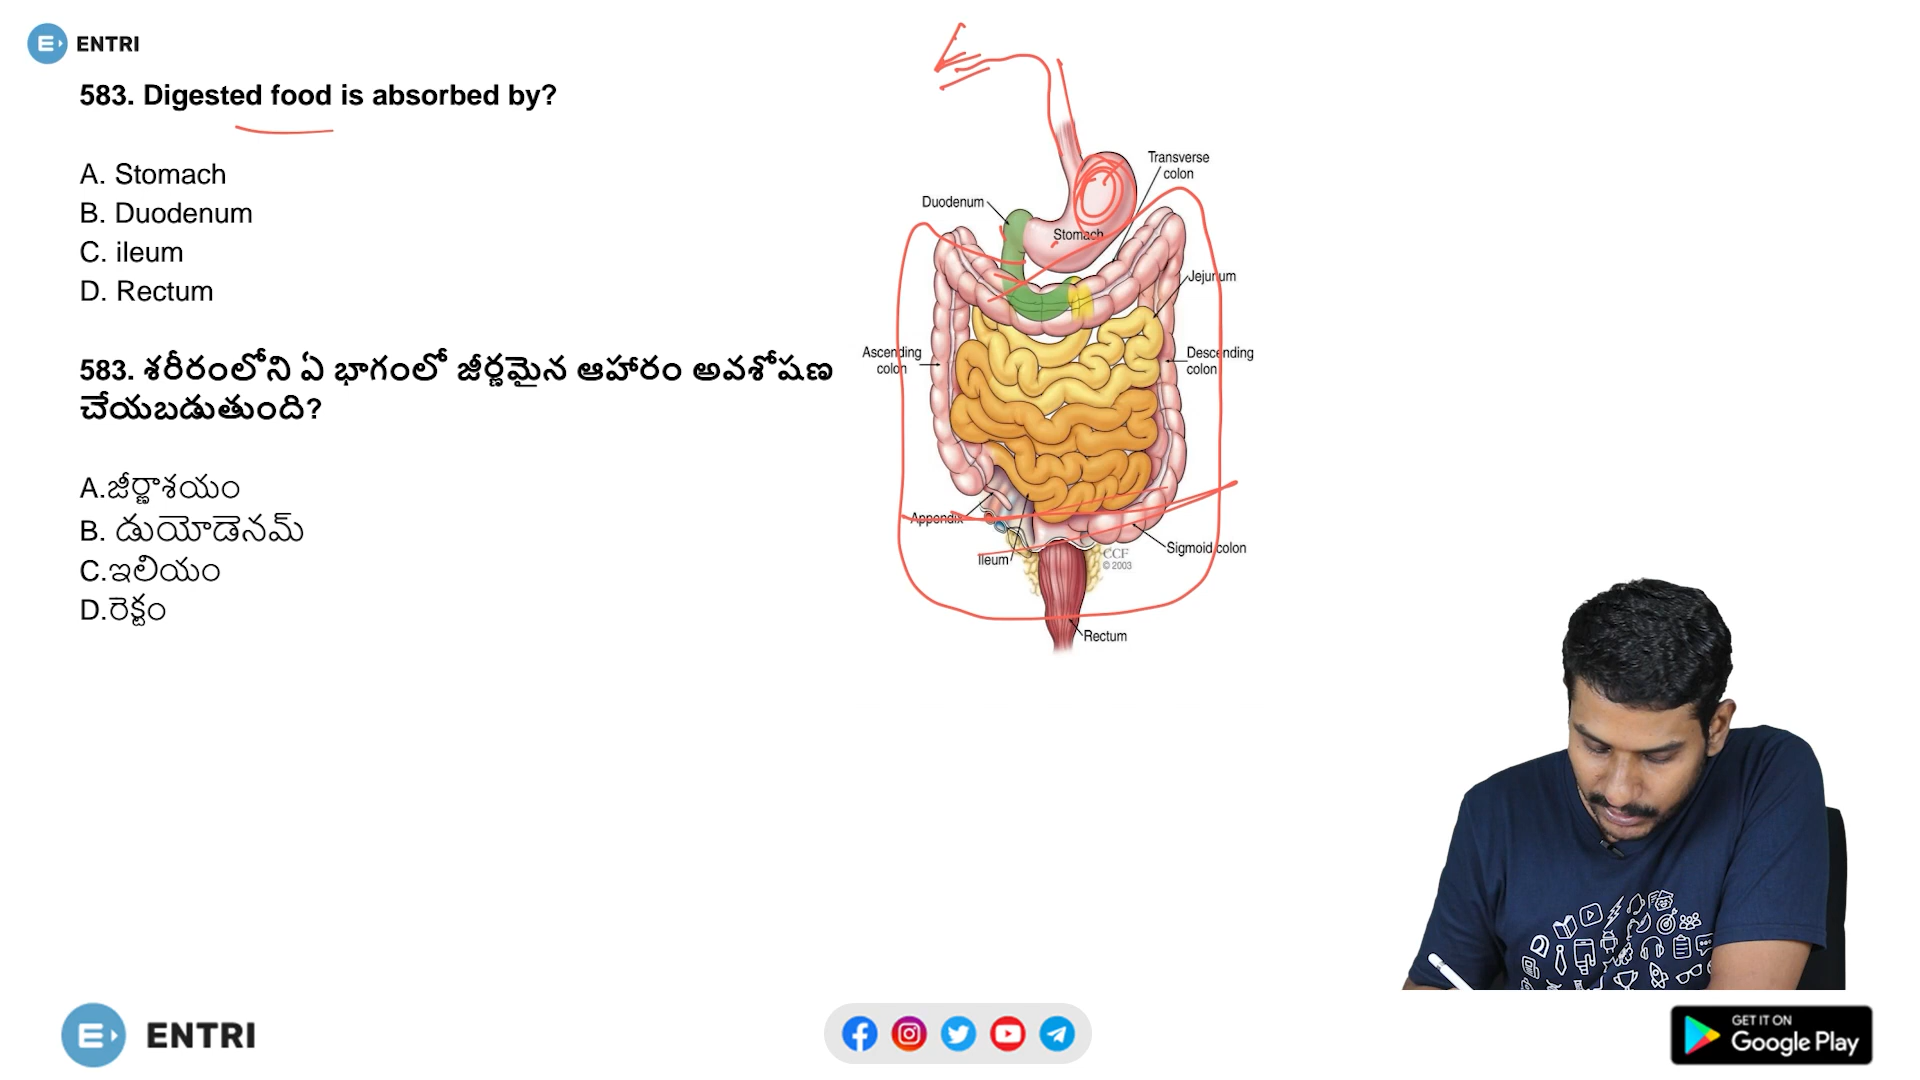 ENTRI
583. Digested food is absorbed by?
A. Stomach
B. Duodenum
C. ileum
D. Rectum
583. శరీరంలోని ఏ భాగంలో జీర్ణమైన ఆహారం అవశోషణ
చేయబడుతుంది?
A.జీర్ణాశయం
B. డుయోడెనమ్
C.ఇలియం
D.రెక్టం
Transverse
colon
Duodenum
Stomach
Jejunum
Ascending
colon
Descending
colon
Appendix
Ileum
Sigmoid colon
CCF
© 2003
Rectum
ENTRI
GET IT ON
Google Play